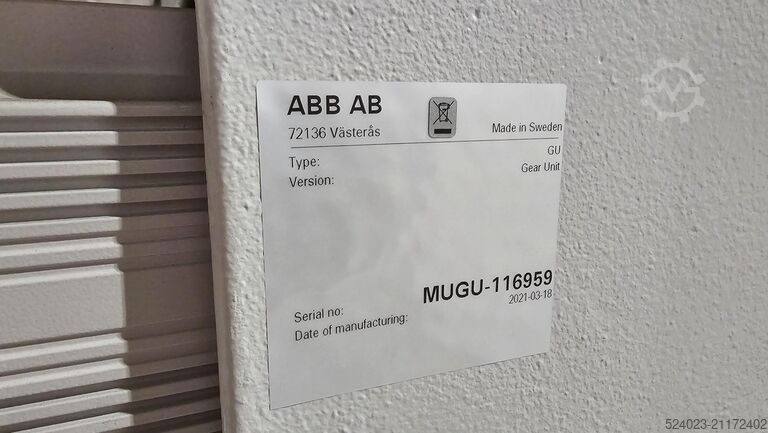 ABB AB
72136 Västerås
Made in Sweden
Type: GU
Version: Gear Unit
Serial no: MUGU-116959
Date of manufacturing: 2021-03-18
524023-21172402